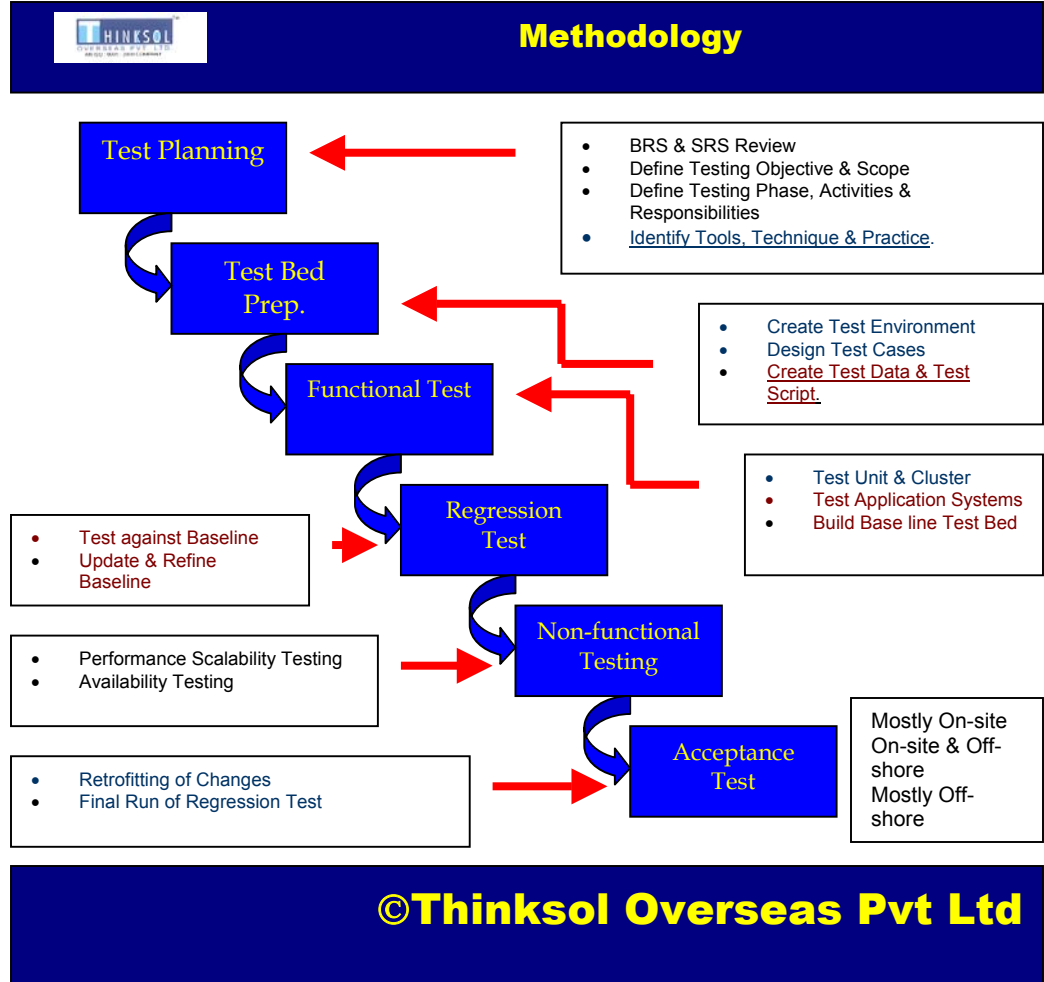 THINKSOL
OVERSEAS PVT LTD
Methodology
Test Planning
• BRS & SRS Review
• Define Testing Objective & Scope
• Define Testing Phase, Activities &
Responsibilities
• Identify Tools, Technique & Practice.
Test Bed
Prep.
• Create Test Environment
• Design Test Cases
• Create Test Data & Test
Script.
Functional Test
• Test Unit & Cluster
• Test Application Systems
• Build Base line Test Bed
Regression
Test
• Test against Baseline
• Update & Refine
Baseline
Non-functional
Testing
• Performance Scalability Testing
• Availability Testing
Acceptance
Test
• Retrofitting of Changes
• Final Run of Regression Test
Mostly On-site
On-site & Off-
shore
Mostly Off-
shore
©Thinksol Overseas Pvt Ltd